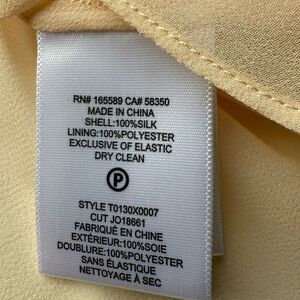 RN# 165589 CA# 58350
MADE IN CHINA
SHELL:100%SILK
LINING:100%POLYESTER
EXCLUSIVE OF ELASTIC
DRY CLEAN
P
STYLE T0130X0007
CUT JO18661
FABRIQUÉ EN CHINE
EXTÉRIEUR:100%SOIE
DOUBLURE:100%POLYESTER
SANS ÉLASTIQUE
NETTOYAGE À SEC